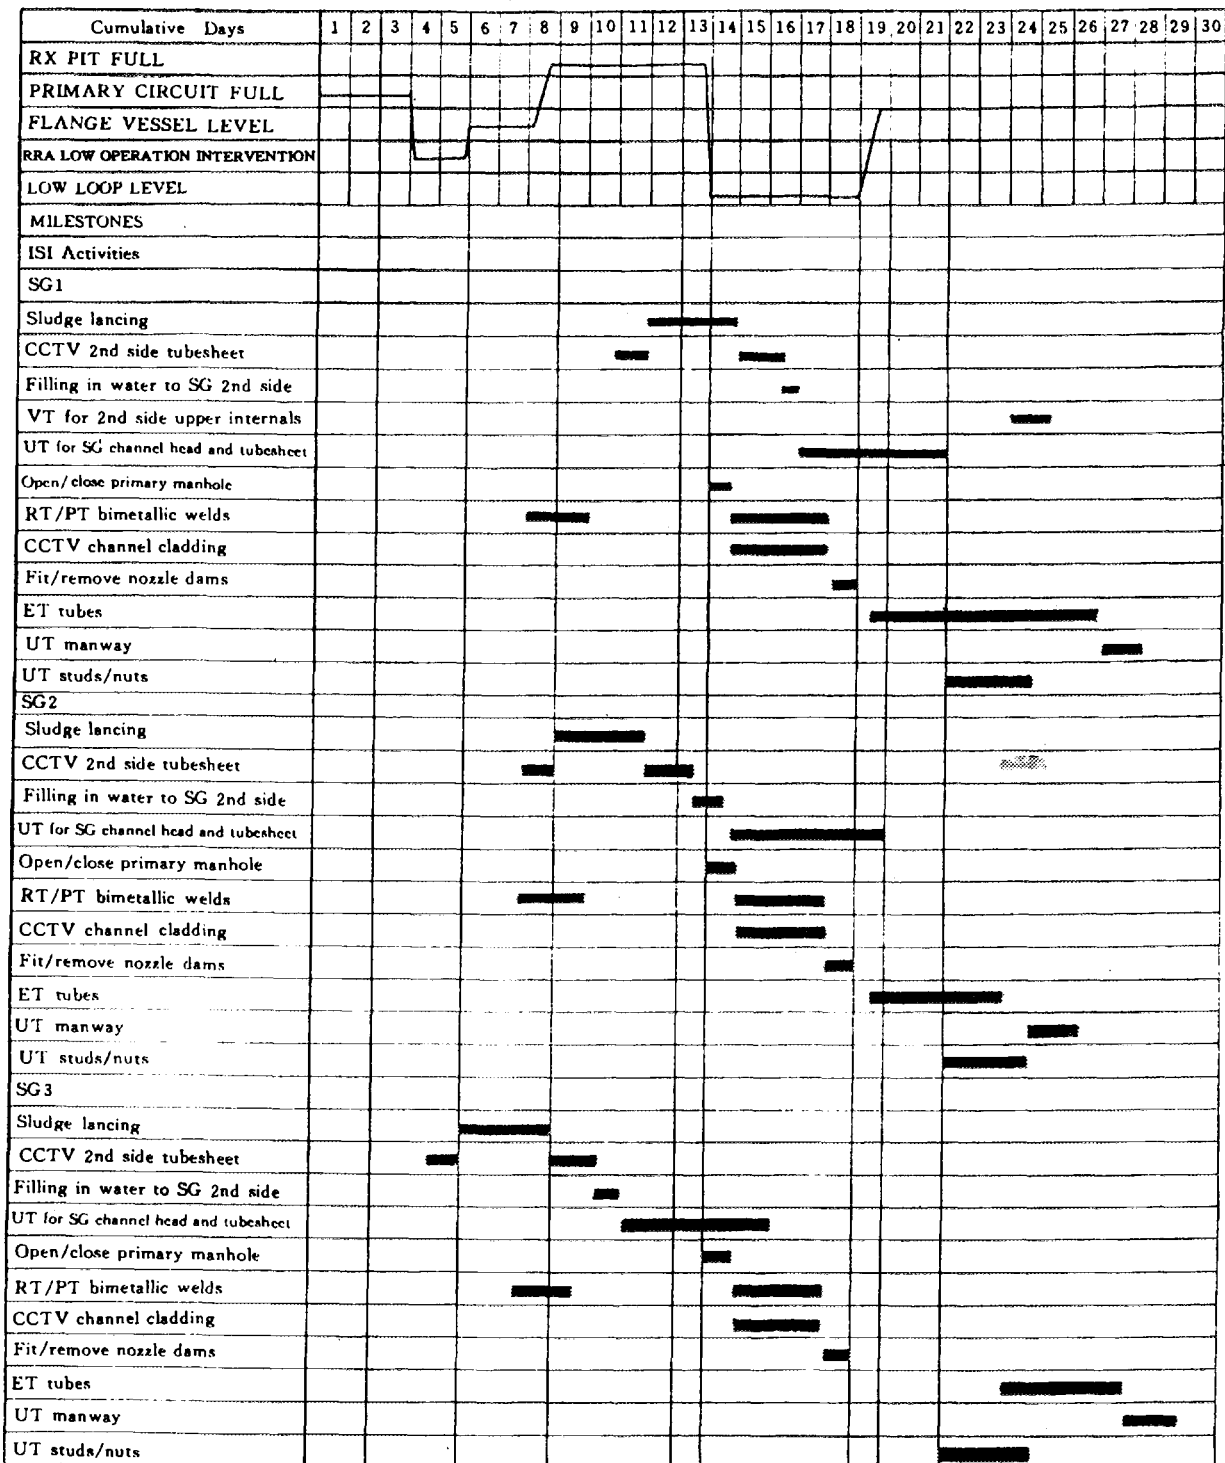 Cumulative Days 1 2 3 4 5 6 7 8 9 10 11 12 13 14 15 16 17 18 19 20 21 22 23 24 25 26 27 28 29 30
RX PIT FULL
PRIMARY CIRCUIT FULL
FLANGE VESSEL LEVEL
RRA LOW OPERATION INTERVENTION
LOW LOOP LEVEL
MILESTONES
ISI Activities
SG1
Sludge lancing
CCTV 2nd side tubesheet
Filling in water to SG 2nd side
VT for 2nd side upper internals
UT for SG channel head and tubesheet
Open/close primary manhole
RT/PT bimetallic welds
CCTV channel cladding
Fit/remove nozzle dams
ET tubes
UT manway
UT studs/nuts
SG2
Sludge lancing
CCTV 2nd side tubesheet
Filling in water to SG 2nd side
UT for SG channel head and tubesheet
Open/close primary manhole
RT/PT bimetallic welds
CCTV channel cladding
Fit/remove nozzle dams
ET tubes
UT manway
UT studs/nuts
SG3
Sludge lancing
CCTV 2nd side tubesheet
Filling in water to SG 2nd side
UT for SG channel head and tubesheet
Open/close primary manhole
RT/PT bimetallic welds
CCTV channel cladding
Fit/remove nozzle dams
ET tubes
UT manway
UT studs/nuts